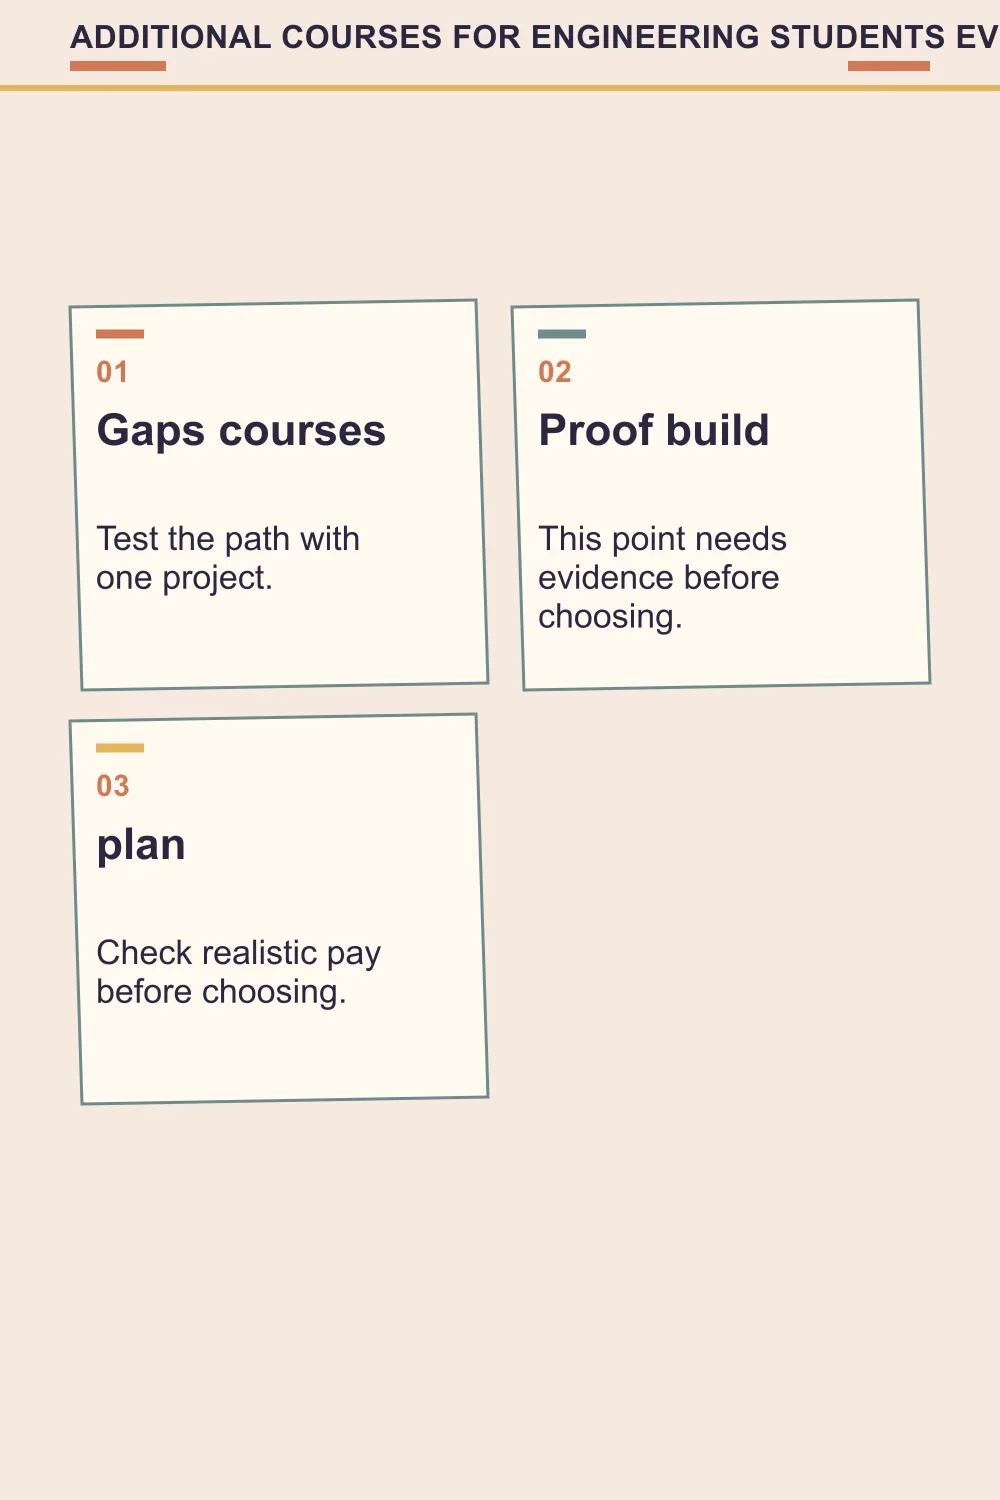 ADDITIONAL COURSES FOR ENGINEERING STUDENTS EV
01
Gaps courses
Test the path with
one project.
02
Proof build
This point needs
evidence before
choosing.
03
plan
Check realistic pay
before choosing.